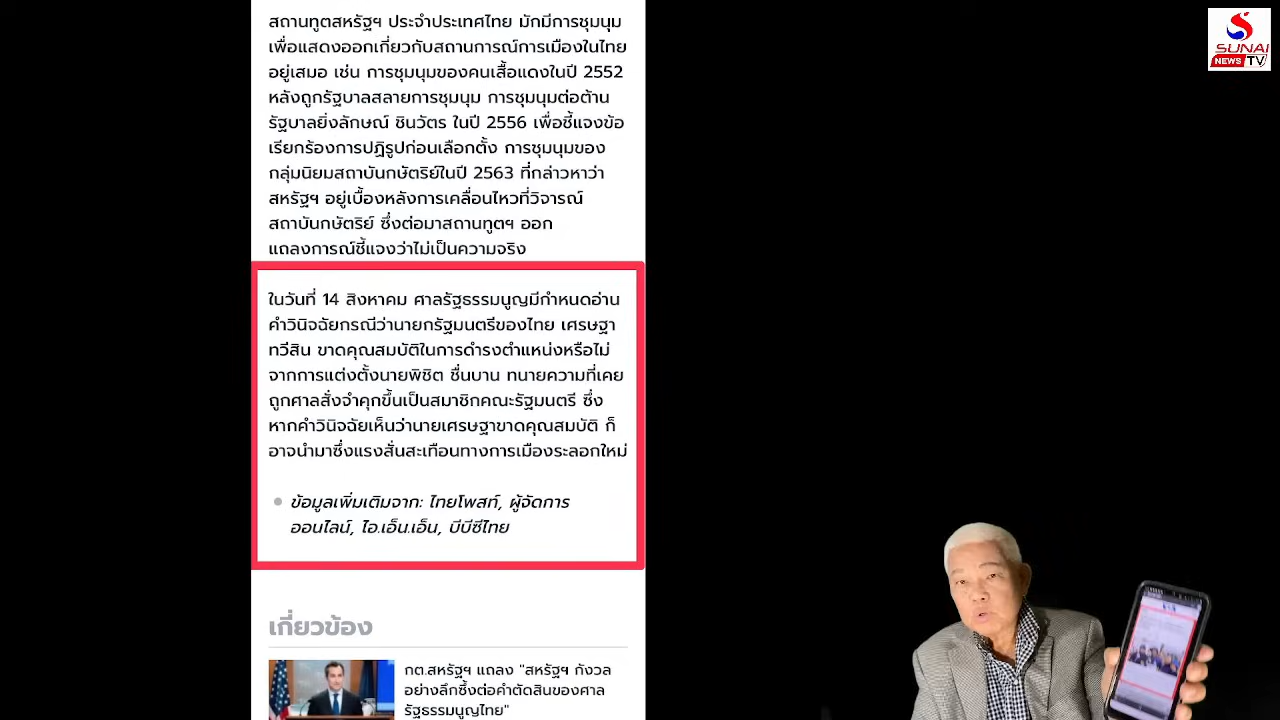 สถานทูตสหรัฐฯ ประจำประเทศไทย มักมีการชุมนุม
เพื่อแสดงออกเกี่ยวกับสถานการณ์การเมืองในไทย
อยู่เสมอ เช่น การชุมนุมของคนเสื้อแดงในปี 2552
หลังถูกรัฐบาลสลายการชุมนุม การชุมนุมต่อต้าน
รัฐบาลยิ่งลักษณ์ ชินวัตร ในปี 2556 เพื่อชี้แจงข้อ
เรียกร้องการปฏิรูปก่อนเลือกตั้ง การชุมนุมของ
กลุ่มนิยมสถาบันกษัตริย์ในปี 2563 ที่กล่าวหาว่า
สหรัฐฯ อยู่เบื้องหลังการเคลื่อนไหวที่วิจารณ์
สถาบันกษัตริย์ ซึ่งต่อมาสถานทูตฯ ออก
แถลงการณ์ชี้แจงว่าไม่เป็นความจริง
ในวันที่ 14 สิงหาคม ศาลรัฐธรรมนูญมีกำหนดอ่าน
คำวินิจฉัยกรณีว่านายกรัฐมนตรีของไทย เศรษฐา
ทวีสิน ขาดคุณสมบัติในการดำรงตำแหน่งหรือไม่
จากการแต่งตั้งนายพิชิต ชื่นบาน ทนายความที่เคย
ถูกศาลสั่งจำคุกขึ้นเป็นสมาชิกคณะรัฐมนตรี ซึ่ง
หากคำวินิจฉัยเห็นว่านายเศรษฐาขาดคุณสมบัติ ก็
อาจนำมาซึ่งแรงสั่นสะเทือนทางการเมืองระลอกใหม่
ข้อมูลเพิ่มเติมจาก: ไทยโพสท์, ผู้จัดการ
ออนไลน์, ไอ.เอ็น.เอ็น, บีบีซีไทย
เกี่ยวข้อง
กต.สหรัฐฯ แถลง "สหรัฐฯ กังวล
อย่างลึกซึ้งต่อคำตัดสินของศาล
รัฐธรรมนูญไทย"
SUNAI
NEWS TV